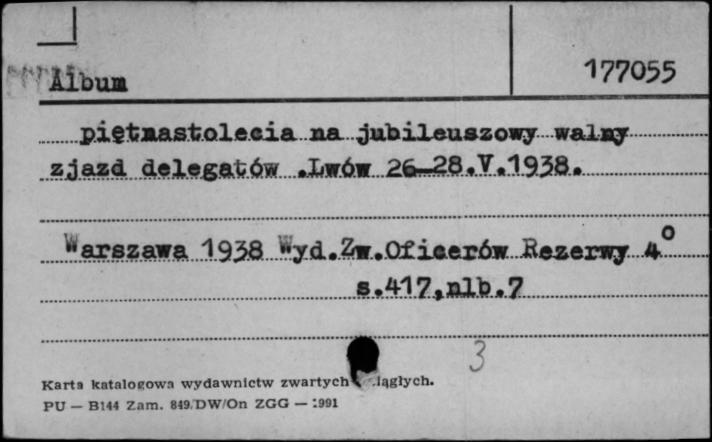 177055
Album
piętnastolecia na jubileuszowy walny
zjazd delegatów .Lwów 26-28.V.1938.
Warszawa 1938 Wyd.Zw.Oficerów Rezerwy 4°
s.417,nlb.7
3
Karta katalogowa wydawnictw zwartych
PU — B144 Zam. 849/DW/On ZGG — 1991